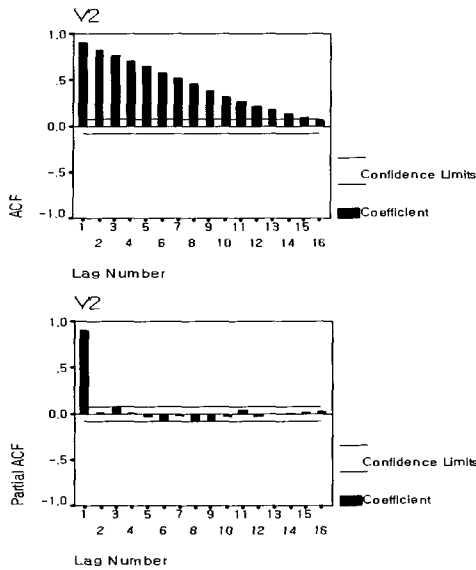 V2
1.0
.5
0.0
-.5
-1.0
ACF
1 3 5 7 9 11 13 15
2 4 6 8 10 12 14 16
Lag Number
Confidence Limits
Coefficient
V2
1.0
.5
0.0
-.5
-1.0
Partial ACF
1 3 5 7 9 11 13 15
2 4 6 8 10 12 14 16
Lag Number
Confidence Limits
Coefficient